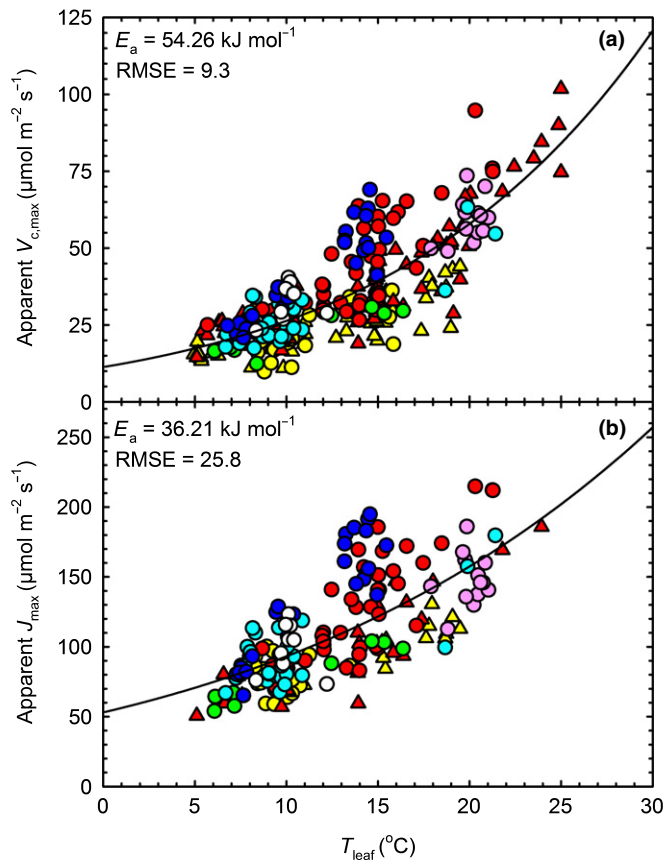 Eₐ = 54.26 kJ mol⁻¹
(a)
RMSE = 9.3
Apparent V꜀,ₘₐₓ (µmol m⁻² s⁻¹)
125
100
75
50
25
0
Eₐ = 36.21 kJ mol⁻¹
(b)
RMSE = 25.8
Apparent Jₘₐₓ (µmol m⁻² s⁻¹)
250
200
150
100
50
0
0 5 10 15 20 25 30
T_leaf (°C)